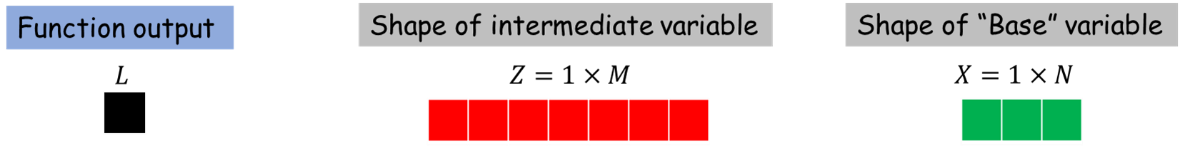 Function output
Shape of intermediate variable
Shape of “Base” variable
L
Z = 1 × M
X = 1 × N